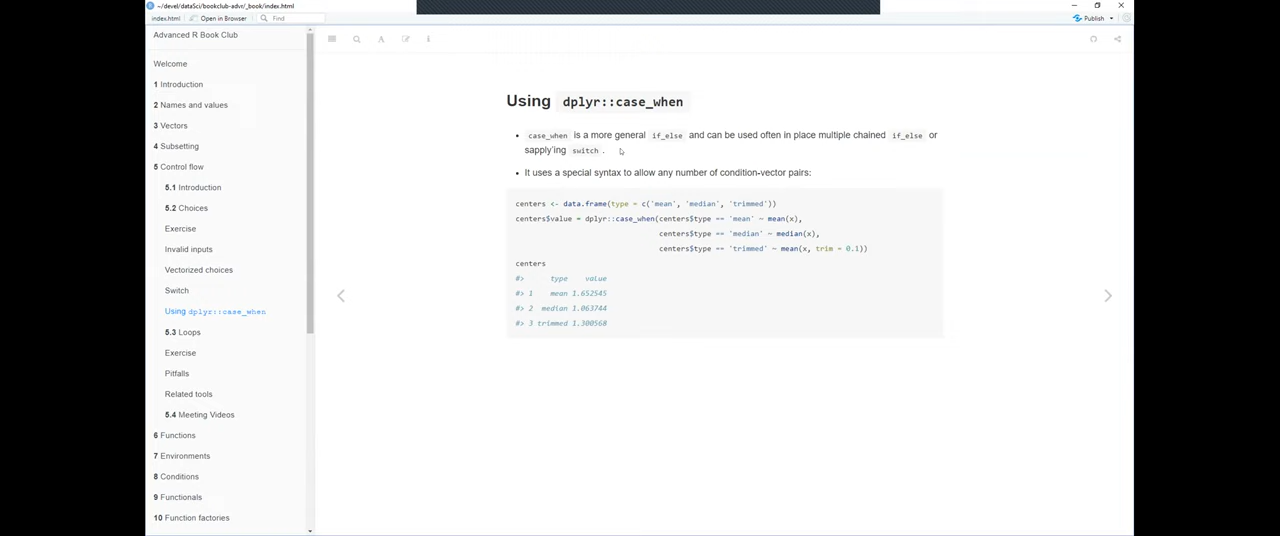 ~/devel/dataSci/bookclub-advr/_book/index.html
index.html Open in Browser Find Publish
Advanced R Book Club
Welcome
1 Introduction
2 Names and values
3 Vectors
4 Subsetting
5 Control flow
5.1 Introduction
5.2 Choices
Exercise
Invalid inputs
Vectorized choices
Switch
Using dplyr::case_when
5.3 Loops
Exercise
Pitfalls
Related tools
5.4 Meeting Videos
6 Functions
7 Environments
8 Conditions
9 Functionals
10 Function factories
Using dplyr::case_when
• case_when is a more general if_else and can be used often in place multiple chained if_else or
sapply'ing switch .
• It uses a special syntax to allow any number of condition-vector pairs:
centers <- data.frame(type = c('mean', 'median', 'trimmed'))
centers$value = dplyr::case_when(centers$type == 'mean' ~ mean(x),
centers$type == 'median' ~ median(x),
centers$type == 'trimmed' ~ mean(x, trim = 0.1))
centers
#> type value
#> 1 mean 1.652545
#> 2 median 1.063744
#> 3 trimmed 1.300568